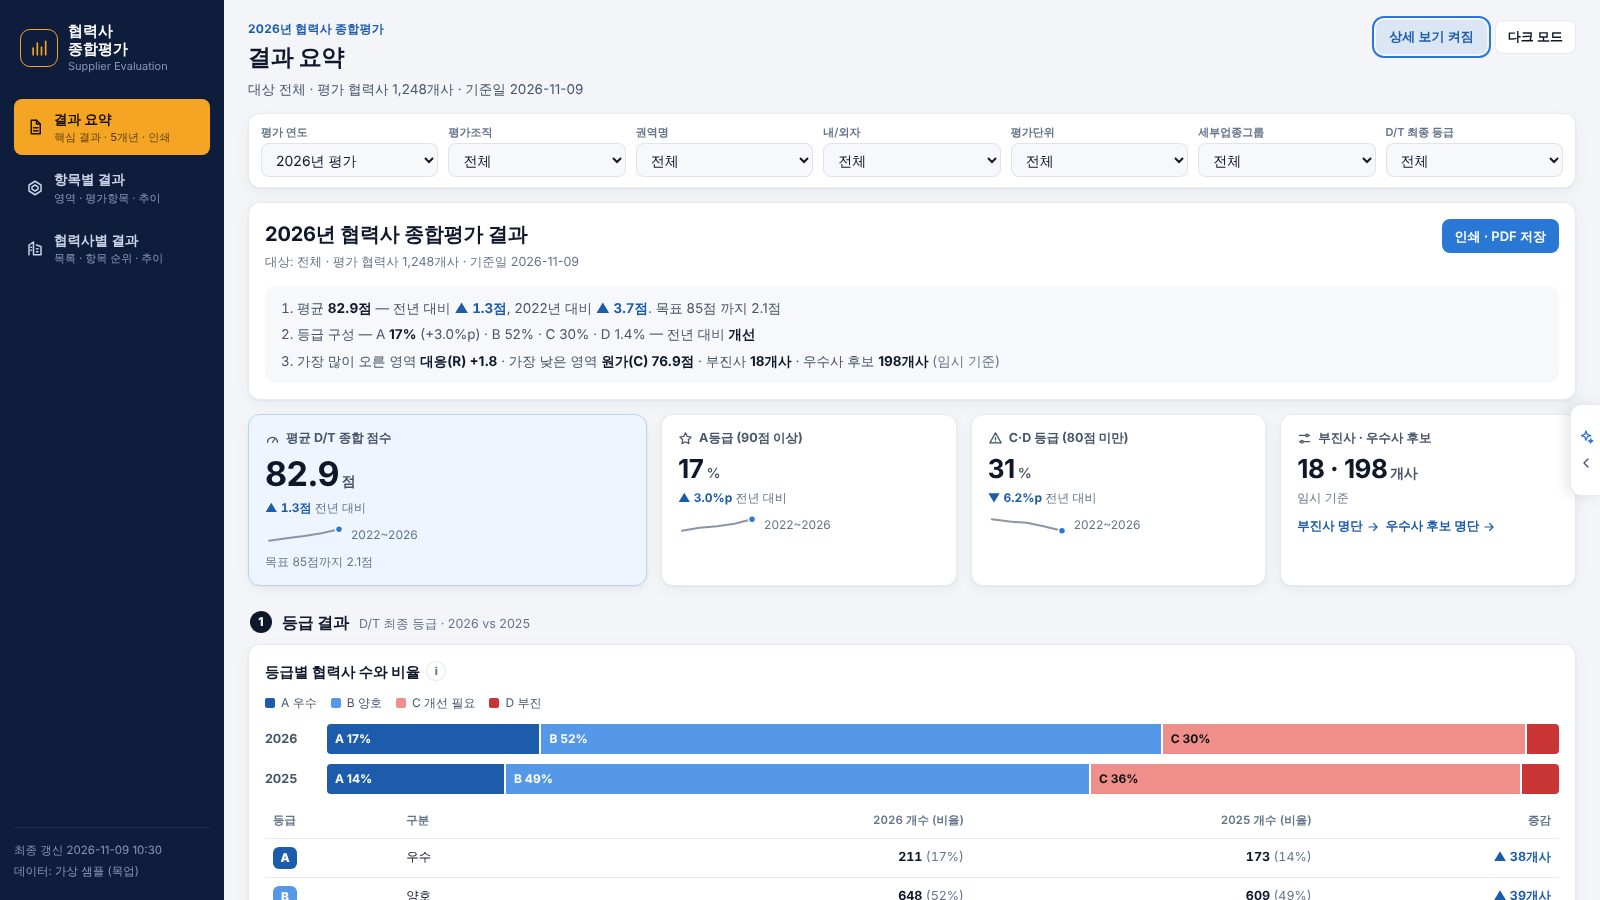 협력사
종합평가
Supplier Evaluation
결과 요약
핵심 결과 · 5개년 · 인쇄
항목별 결과
영역 · 평가항목 · 추이
협력사별 결과
목록 · 항목 순위 · 추이
최종 갱신 2026-11-09 10:30
데이터: 가상 샘플 (목업)
2026년 협력사 종합평가
결과 요약
대상 전체 · 평가 협력사 1,248개사 · 기준일 2026-11-09
상세 보기 켜짐
다크 모드
평가 연도 평가조직 권역명 내/외자 평가단위 세부업종그룹 D/T 최종 등급
2026년 평가 전체 전체 전체 전체 전체 전체
2026년 협력사 종합평가 결과
인쇄 · PDF 저장
대상: 전체 · 평가 협력사 1,248개사 · 기준일 2026-11-09
1. 평균 82.9점 — 전년 대비 ▲ 1.3점, 2022년 대비 ▲ 3.7점. 목표 85점 까지 2.1점
2. 등급 구성 — A 17% (+3.0%p) · B 52% · C 30% · D 1.4% — 전년 대비 개선
3. 가장 많이 오른 영역 대응(R) +1.8 · 가장 낮은 영역 원가(C) 76.9점 · 부진사 18개사 · 우수사 후보 198개사 (임시 기준)
평균 D/T 종합 점수
82.9점
▲ 1.3점 전년 대비
2022~2026
목표 85점까지 2.1점
A등급 (90점 이상)
17%
▲ 3.0%p 전년 대비
2022~2026
C·D 등급 (80점 미만)
31%
▼ 6.2%p 전년 대비
2022~2026
부진사 · 우수사 후보
18 · 198개사
임시 기준
부진사 명단 → 우수사 후보 명단 →
1 등급 결과 D/T 최종 등급 · 2026 vs 2025
등급별 협력사 수와 비율 i
A 우수 B 양호 C 개선 필요 D 부진
2026 A 17% B 52% C 30%
2025 A 14% B 49% C 36%
등급 구분 2026 개수 (비율) 2025 개수 (비율) 증감
A 우수 211 (17%) 173 (14%) ▲ 38개사
B 양호 648 (52%) 609 (49%) ▲ 39개사